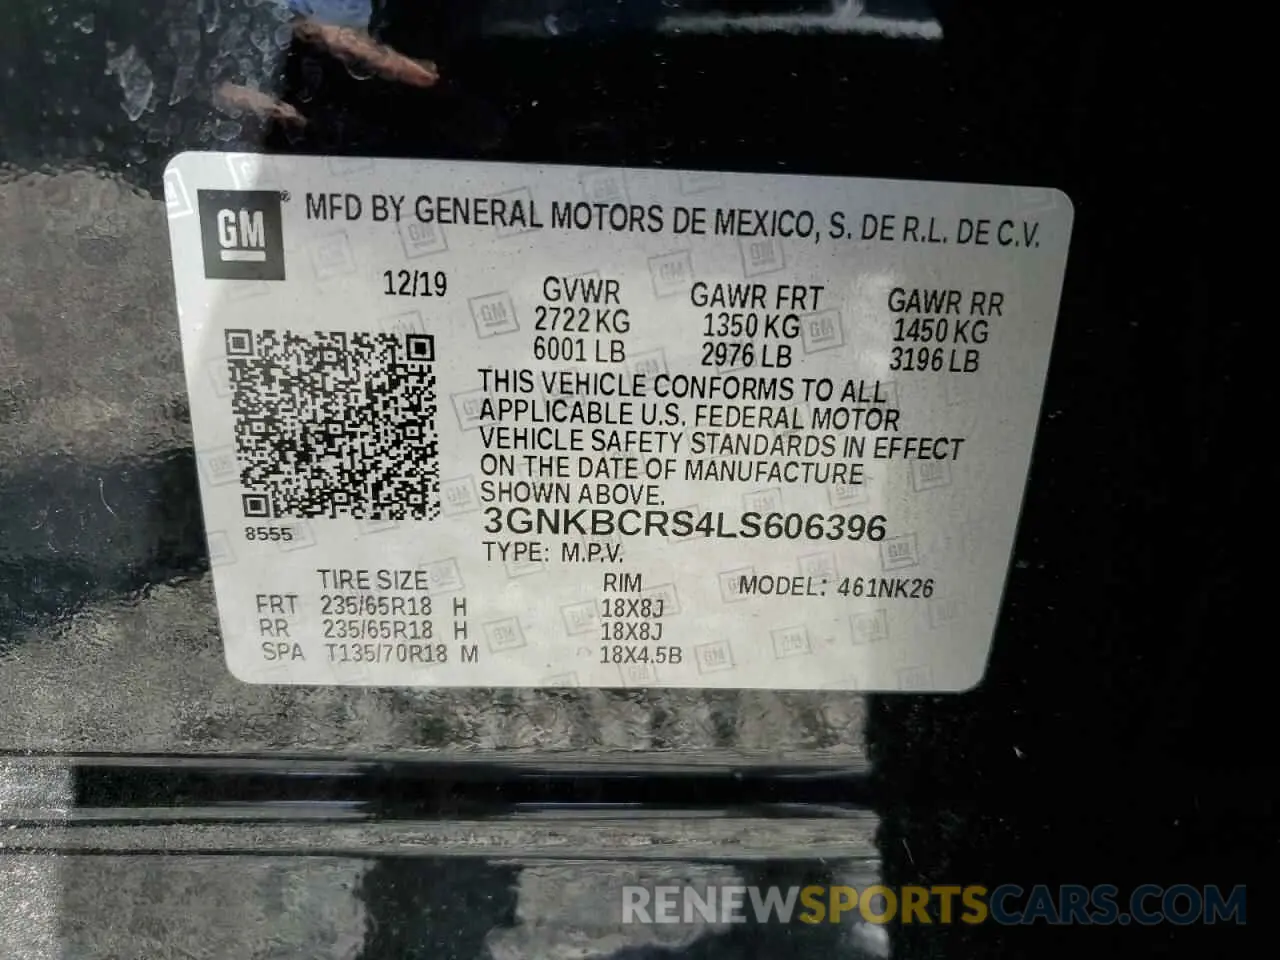 GM® MFD BY GENERAL MOTORS DE MEXICO, S. DE R.L. DE C.V.
12/19 GVWR GAWR FRT GAWR RR
2722 KG 1350 KG 1450 KG
6001 LB 2976 LB 3196 LB
THIS VEHICLE CONFORMS TO ALL
APPLICABLE U.S. FEDERAL MOTOR
VEHICLE SAFETY STANDARDS IN EFFECT
ON THE DATE OF MANUFACTURE
SHOWN ABOVE.
8555 3GNKBCRS4LS606396
TYPE: M.P.V.
TIRE SIZE RIM MODEL: 461NK26
FRT 235/65R18 H 18X8J
RR 235/65R18 H 18X8J
SPA T135/70R18 M 18X4.5B
RENEWSPORTSCARS.COM